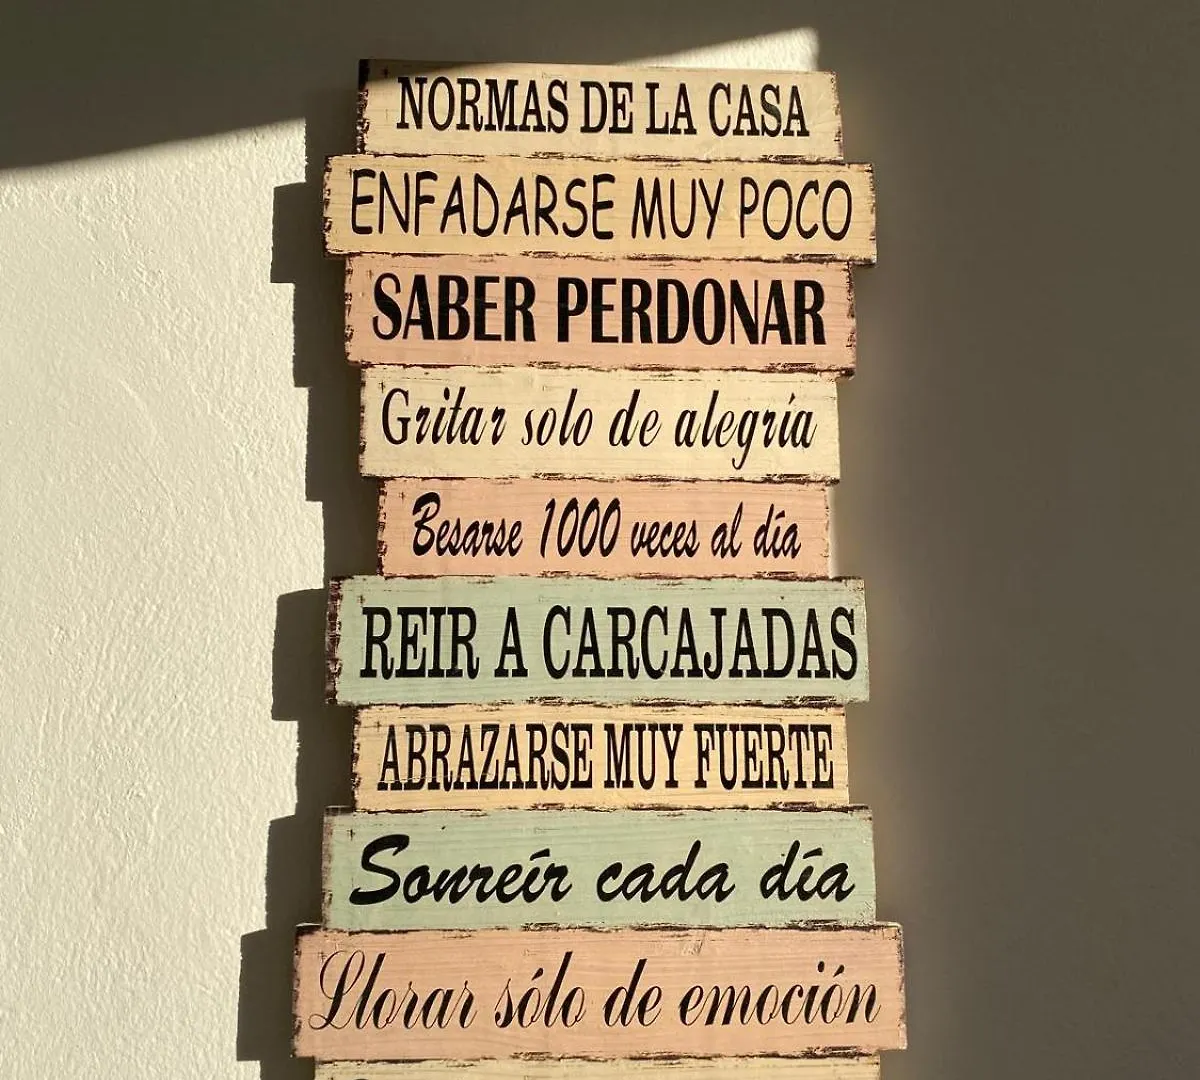 NORMAS DE LA CASA
ENFADARSE MUY POCO
SABER PERDONAR
Gritar solo de alegría
Besarse 1000 veces al día
REIR A CARCAJADAS
ABRAZARSE MUY FUERTE
Sonreír cada día
Llorar sólo de emoción